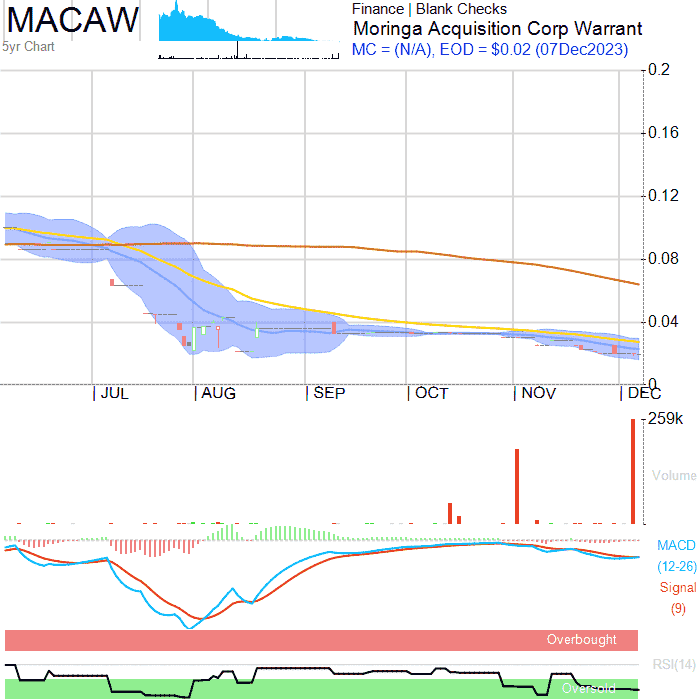 MACAW
5yr Chart
Finance | Blank Checks
Moringa Acquisition Corp Warrant
MC = (N/A), EOD = $0.02 (07Dec2023)
0.2
0.16
0.12
0.08
0.04
0
JUL AUG SEP OCT NOV DEC
259k
Volume
MACD
(12-26)
Signal
(9)
Overbought
RSI(14)
Oversold